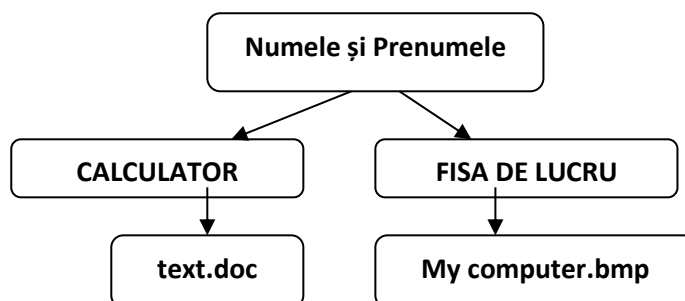 Numele și Prenumele
CALCULATOR
FISA DE LUCRU
text.doc
My computer.bmp